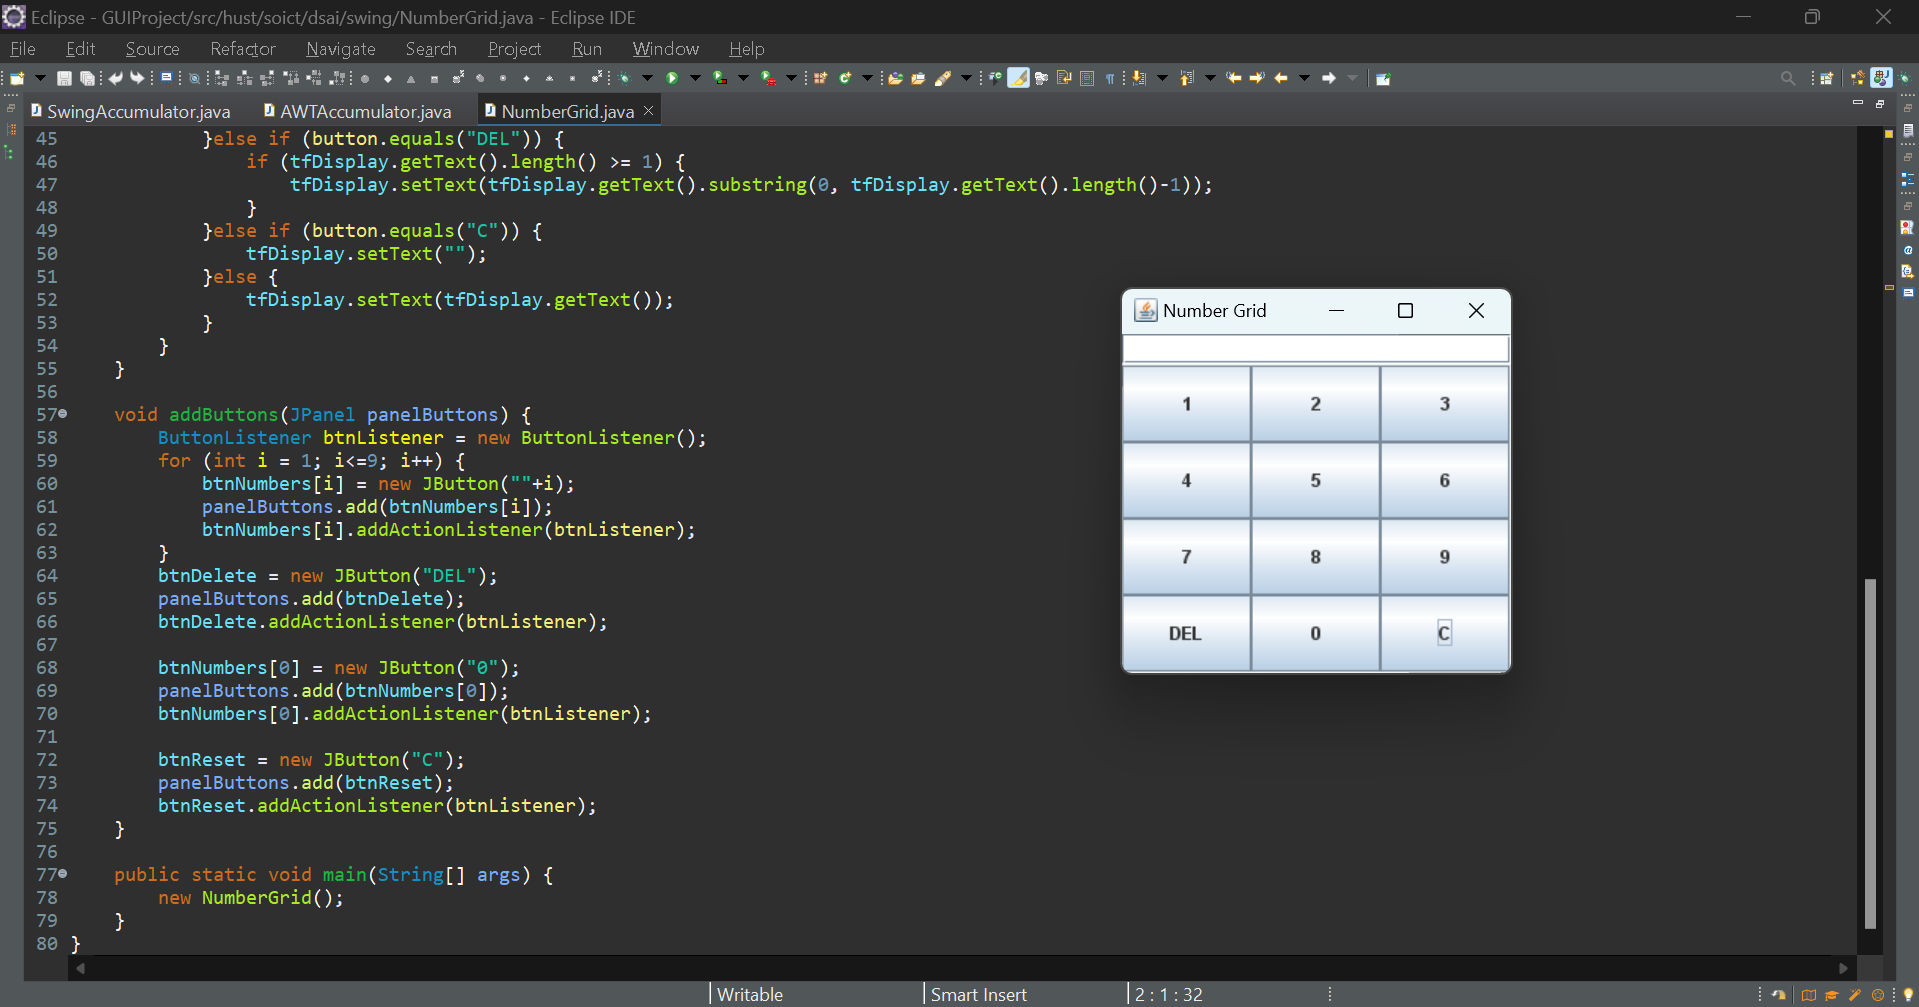 Eclipse - GUIProject/src/hust/soict/dsai/swing/NumberGrid.java - Eclipse IDE
File Edit Source Refactor Navigate Search Project Run Window Help
SwingAccumulator.java AWTAccumulator.java NumberGrid.java
45 }else if (button.equals("DEL")) {
46 if (tfDisplay.getText().length() >= 1) {
47 tfDisplay.setText(tfDisplay.getText().substring(0, tfDisplay.getText().length()-1));
48 }
49 }else if (button.equals("C")) {
50 tfDisplay.setText("");
51 }else {
52 tfDisplay.setText(tfDisplay.getText());
53 }
54 }
55 }
56
57 void addButtons(JPanel panelButtons) {
58 ButtonListener btnListener = new ButtonListener();
59 for (int i = 1; i<=9; i++) {
60 btnNumbers[i] = new JButton(""+i);
61 panelButtons.add(btnNumbers[i]);
62 btnNumbers[i].addActionListener(btnListener);
63 }
64 btnDelete = new JButton("DEL");
65 panelButtons.add(btnDelete);
66 btnDelete.addActionListener(btnListener);
67
68 btnNumbers[0] = new JButton("0");
69 panelButtons.add(btnNumbers[0]);
70 btnNumbers[0].addActionListener(btnListener);
71
72 btnReset = new JButton("C");
73 panelButtons.add(btnReset);
74 btnReset.addActionListener(btnListener);
75 }
76
77 public static void main(String[] args) {
78 new NumberGrid();
79 }
80 }
Number Grid
1 2 3
4 5 6
7 8 9
DEL 0 C
Writable Smart Insert 2 : 1 : 32